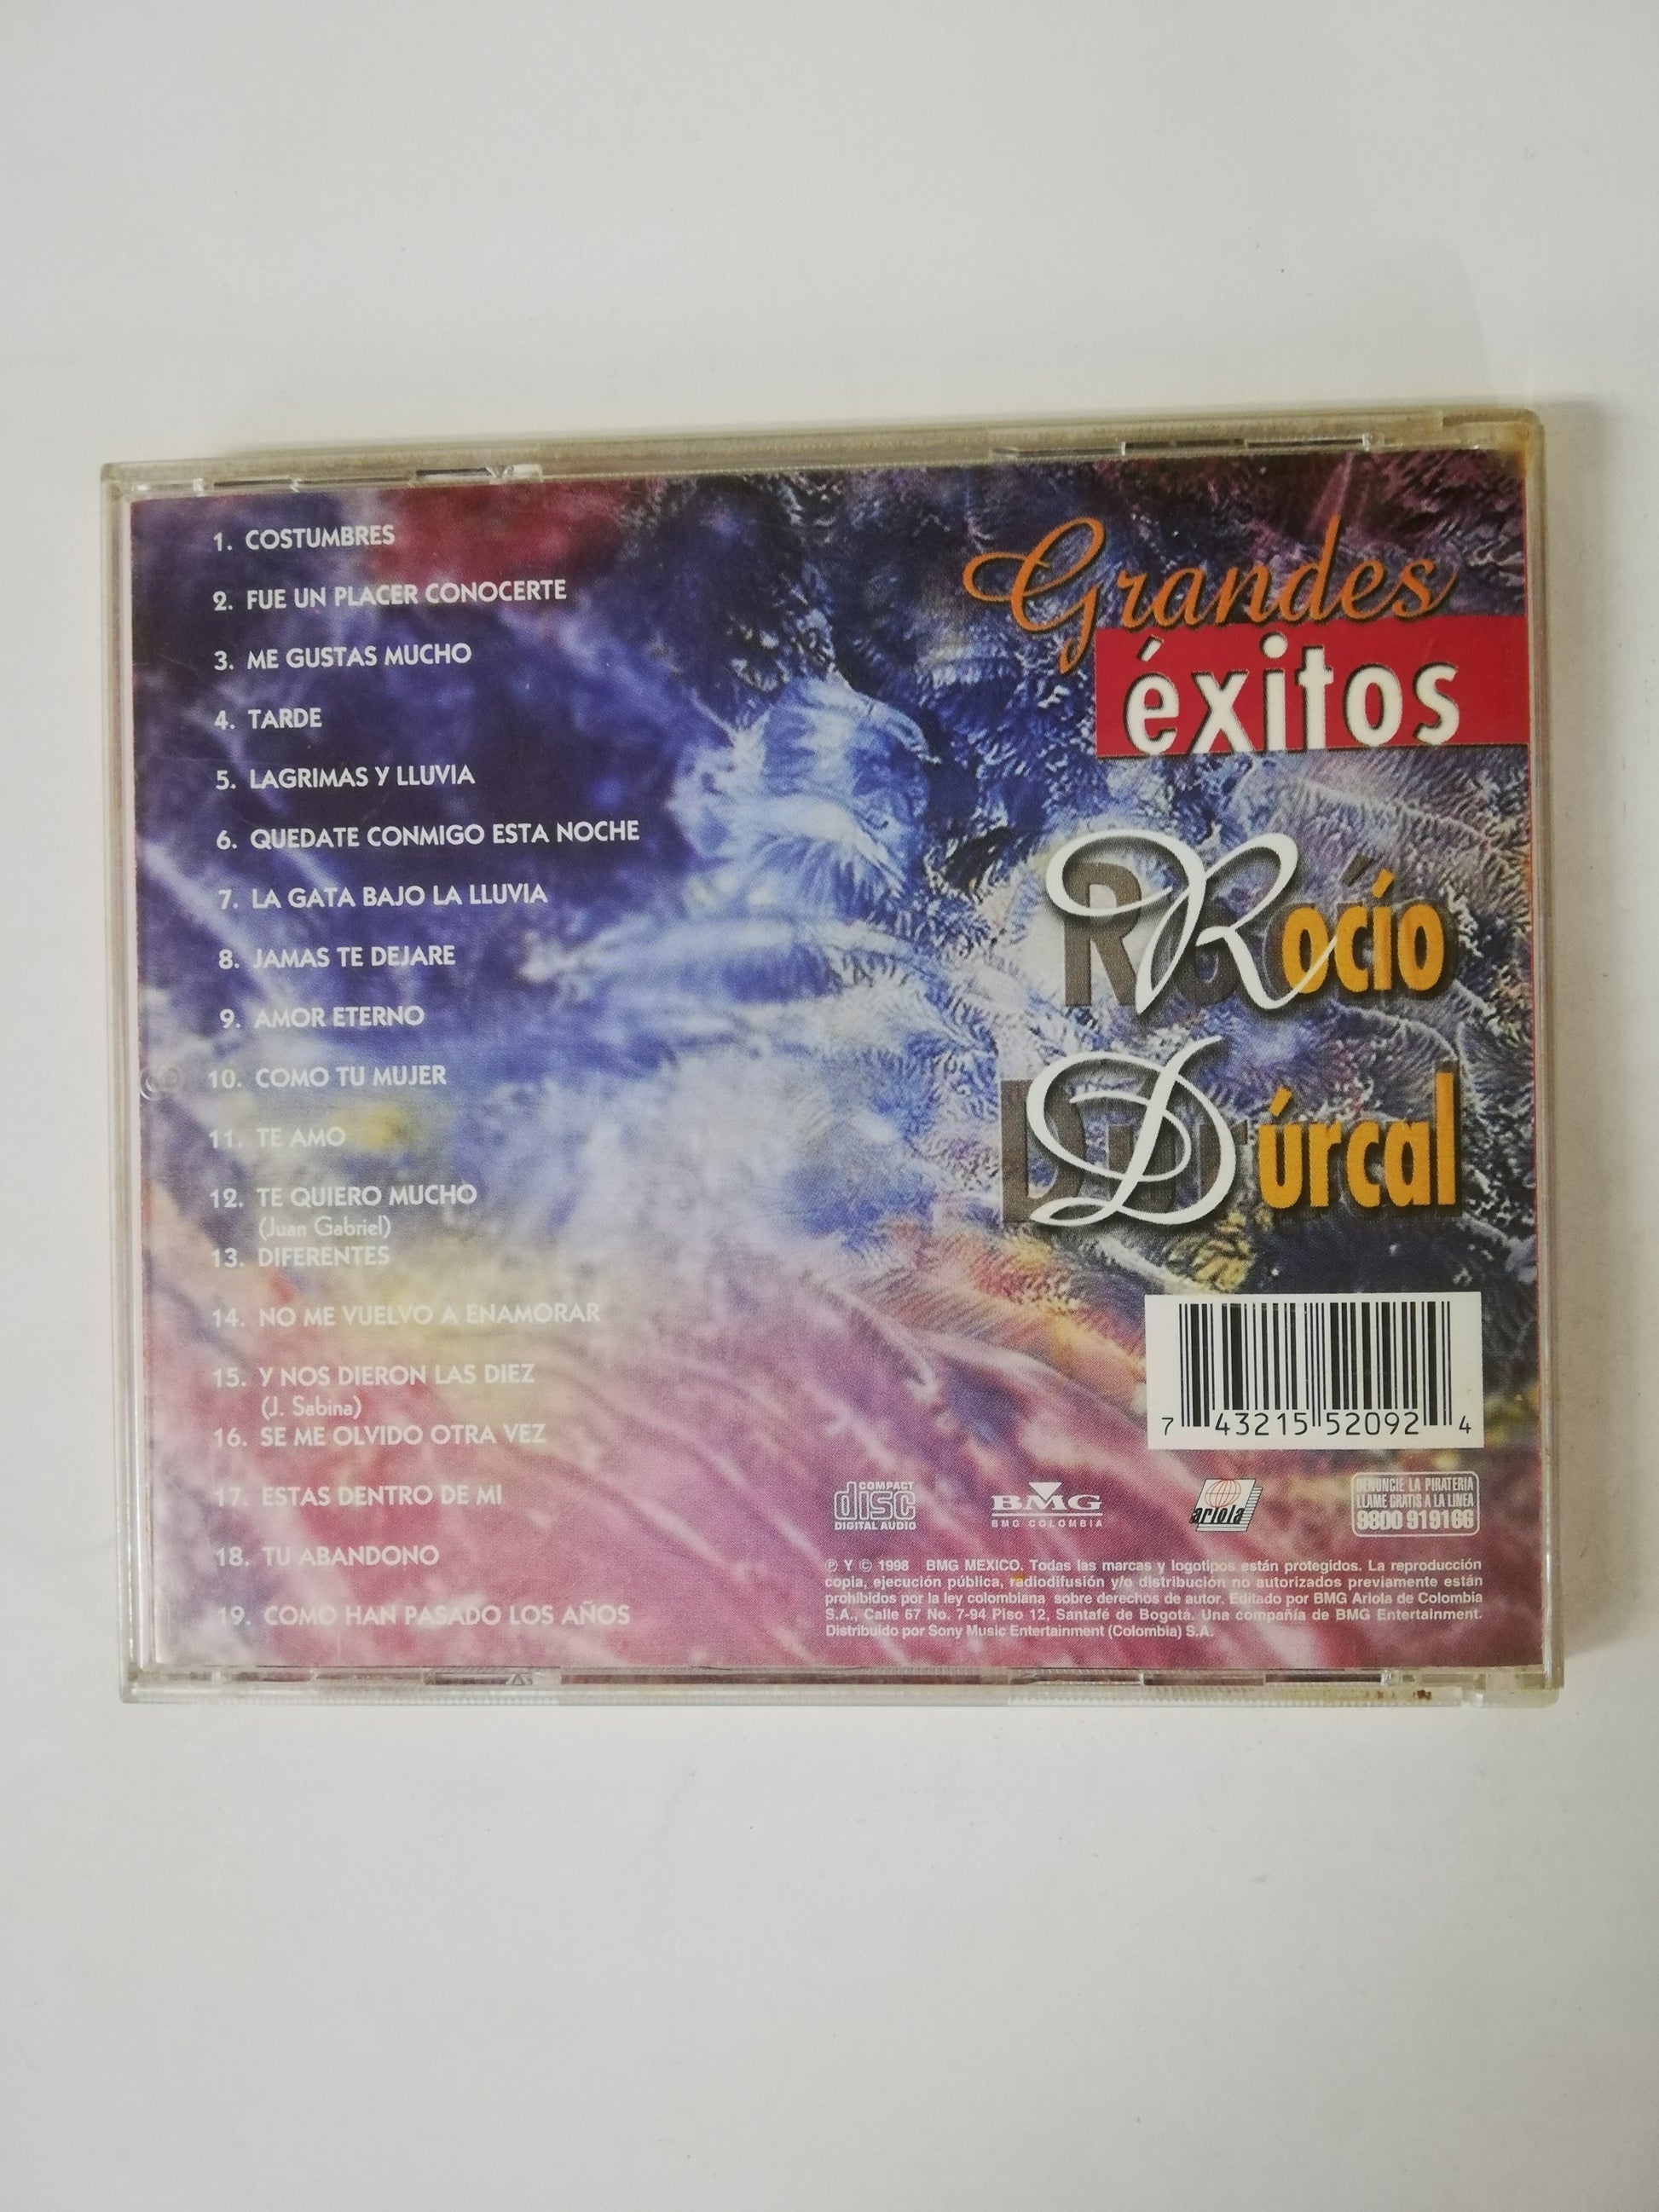 1. COSTUMBRES
2. FUE UN PLACER CONOCERTE
3. ME GUSTAS MUCHO
4. TARDE
5. LAGRIMAS Y LLUVIA
6. QUEDATE CONMIGO ESTA NOCHE
7. LA GATA BAJO LA LLUVIA
8. JAMAS TE DEJARE
9. AMOR ETERNO
10. COMO TU MUJER
11. TE AMO
12. TE QUIERO MUCHO
(Juan Gabriel)
13. DIFERENTES
14. NO ME VUELVO A ENAMORAR
15. Y NOS DIERON LAS DIEZ
(J. Sabina)
16. SE ME OLVIDO OTRA VEZ
17. ESTAS DENTRO DE MI
18. TU ABANDONO
19. COMO HAN PASADO LOS AÑOS
Grandes
éxitos
Rocío
Dúrcal
7 43215 52092 4
COMPACT
disc
DIGITAL AUDIO
BMG
BMG COLOMBIA
ariola
DENUNCIE LA PIRATERIA
LLAME GRATIS A LA LINEA
9800 919166
℗ Y © 1998 BMG MEXICO. Todas las marcas y logotipos están protegidos. La reproducción
copia, ejecución pública, radiodifusión y/o distribución no autorizados previamente están
prohibidos por la ley colombiana sobre derechos de autor. Editado por BMG Ariola de Colombia
S.A., Calle 67 No. 7-94 Piso 12, Santafé de Bogotá. Una compañía de BMG Entertainment.
Distribuido por Sony Music Entertainment (Colombia) S.A.